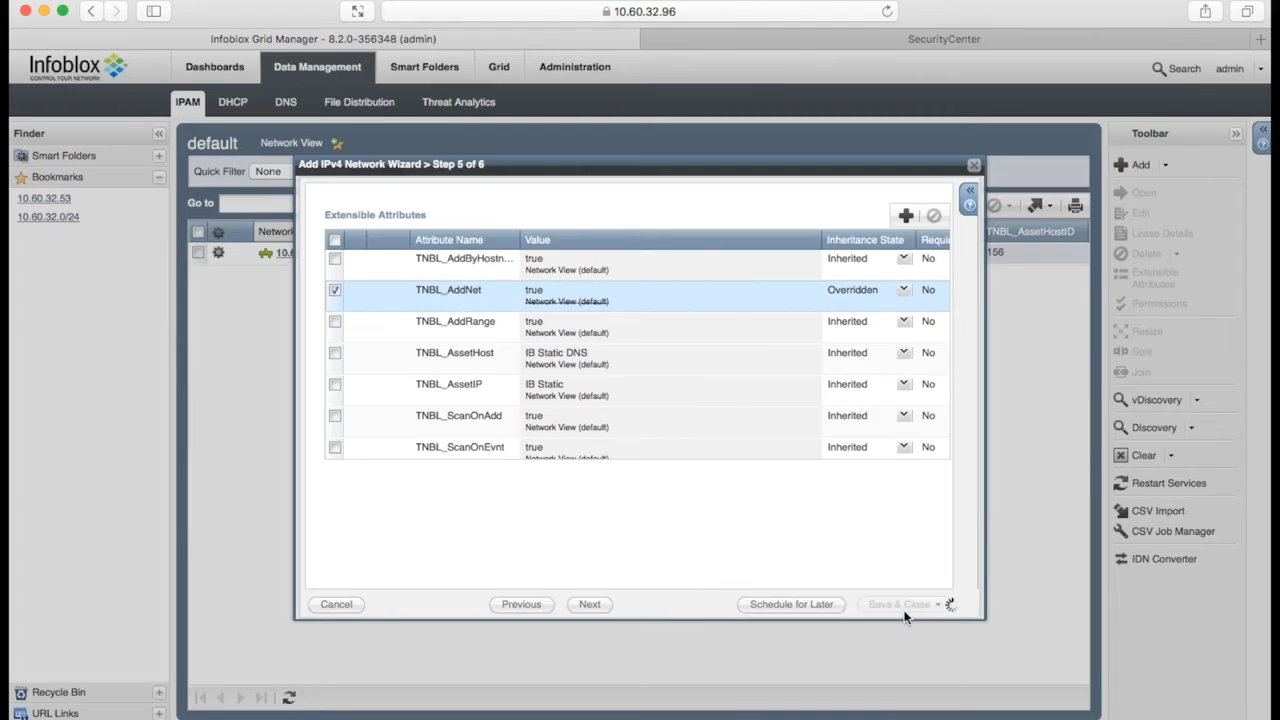 10.60.32.96
Infoblox Grid Manager - 8.2.0-356348 (admin)
SecurityCenter
Infoblox
CONTROL YOUR NETWORK
Dashboards
Data Management
Smart Folders
Grid
Administration
Search
admin
IPAM
DHCP
DNS
File Distribution
Threat Analytics
Finder
Smart Folders
Bookmarks
10.60.32.53
10.60.32.0/24
default
Network View
Quick Filter
None
Go to
Network
10.6
TNBL_AssetHostID
156
Add IPv4 Network Wizard > Step 5 of 6
Extensible Attributes
Attribute Name
Value
Inheritance State
Requir
TNBL_AddByHostn...
true
Network View (default)
Inherited
No
TNBL_AddNet
true
Network View (default)
Overridden
No
TNBL_AddRange
true
Network View (default)
Inherited
No
TNBL_AssetHost
IB Static DNS
Network View (default)
Inherited
No
TNBL_AssetIP
IB Static
Network View (default)
Inherited
No
TNBL_ScanOnAdd
true
Network View (default)
Inherited
No
TNBL_ScanOnEvnt
true
Network View (default)
Inherited
No
Cancel
Previous
Next
Schedule for Later
Save & Close
Toolbar
Add
Open
Edit
Lease Details
Delete
Extensible
Attributes
Permissions
Resize
Split
Join
vDiscovery
Discovery
Clear
Restart Services
CSV Import
CSV Job Manager
IDN Converter
Recycle Bin
URL Links